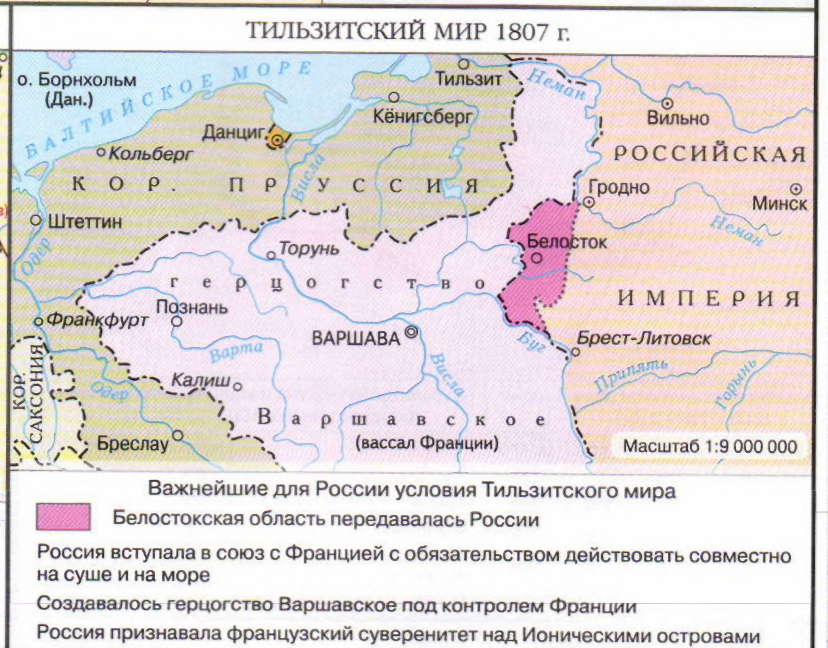 ТИЛЬЗИТСКИЙ МИР 1807 г.
о. Борнхольм
(Дан.)
БАЛТИЙСКОЕ МОРЕ
Тильзит
Неман
Кёнигсберг
Вильно
Данциг
Кольберг
Висла
РОССИЙСКАЯ
КОР. ПРУССИЯ
Гродно
Минск
Штеттин
Неман
Одер
Торунь
Белосток
герцогство
ИМПЕРИЯ
Познань
Франкфурт
ВАРШАВА
Буг
Брест-Литовск
Варта
Висла
Припять
Горынь
КОР.
САКСОНИЯ
Одер
Калиш
Варшавское
(вассал Франции)
Бреслау
Масштаб 1:9 000 000
Важнейшие для России условия Тильзитского мира
Белостокская область передавалась России
Россия вступала в союз с Францией с обязательством действовать совместно
на суше и на море
Создавалось герцогство Варшавское под контролем Франции
Россия признавала французский суверенитет над Ионическими островами